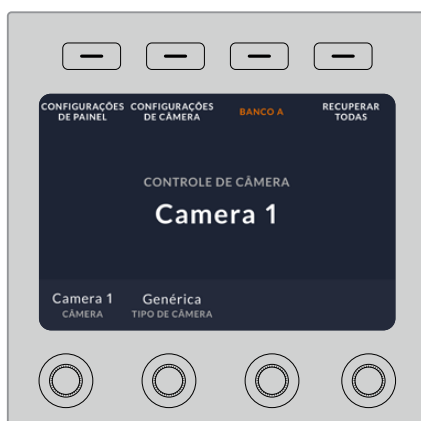 CONFIGURAÇÕES DE PAINEL
CONFIGURAÇÕES DE CÂMERA
BANCO A
RECUPERAR TODAS
CONTROLE DE CÂMERA
Camera 1
Camera 1
CÂMERA
Genérica
TIPO DE CÂMERA